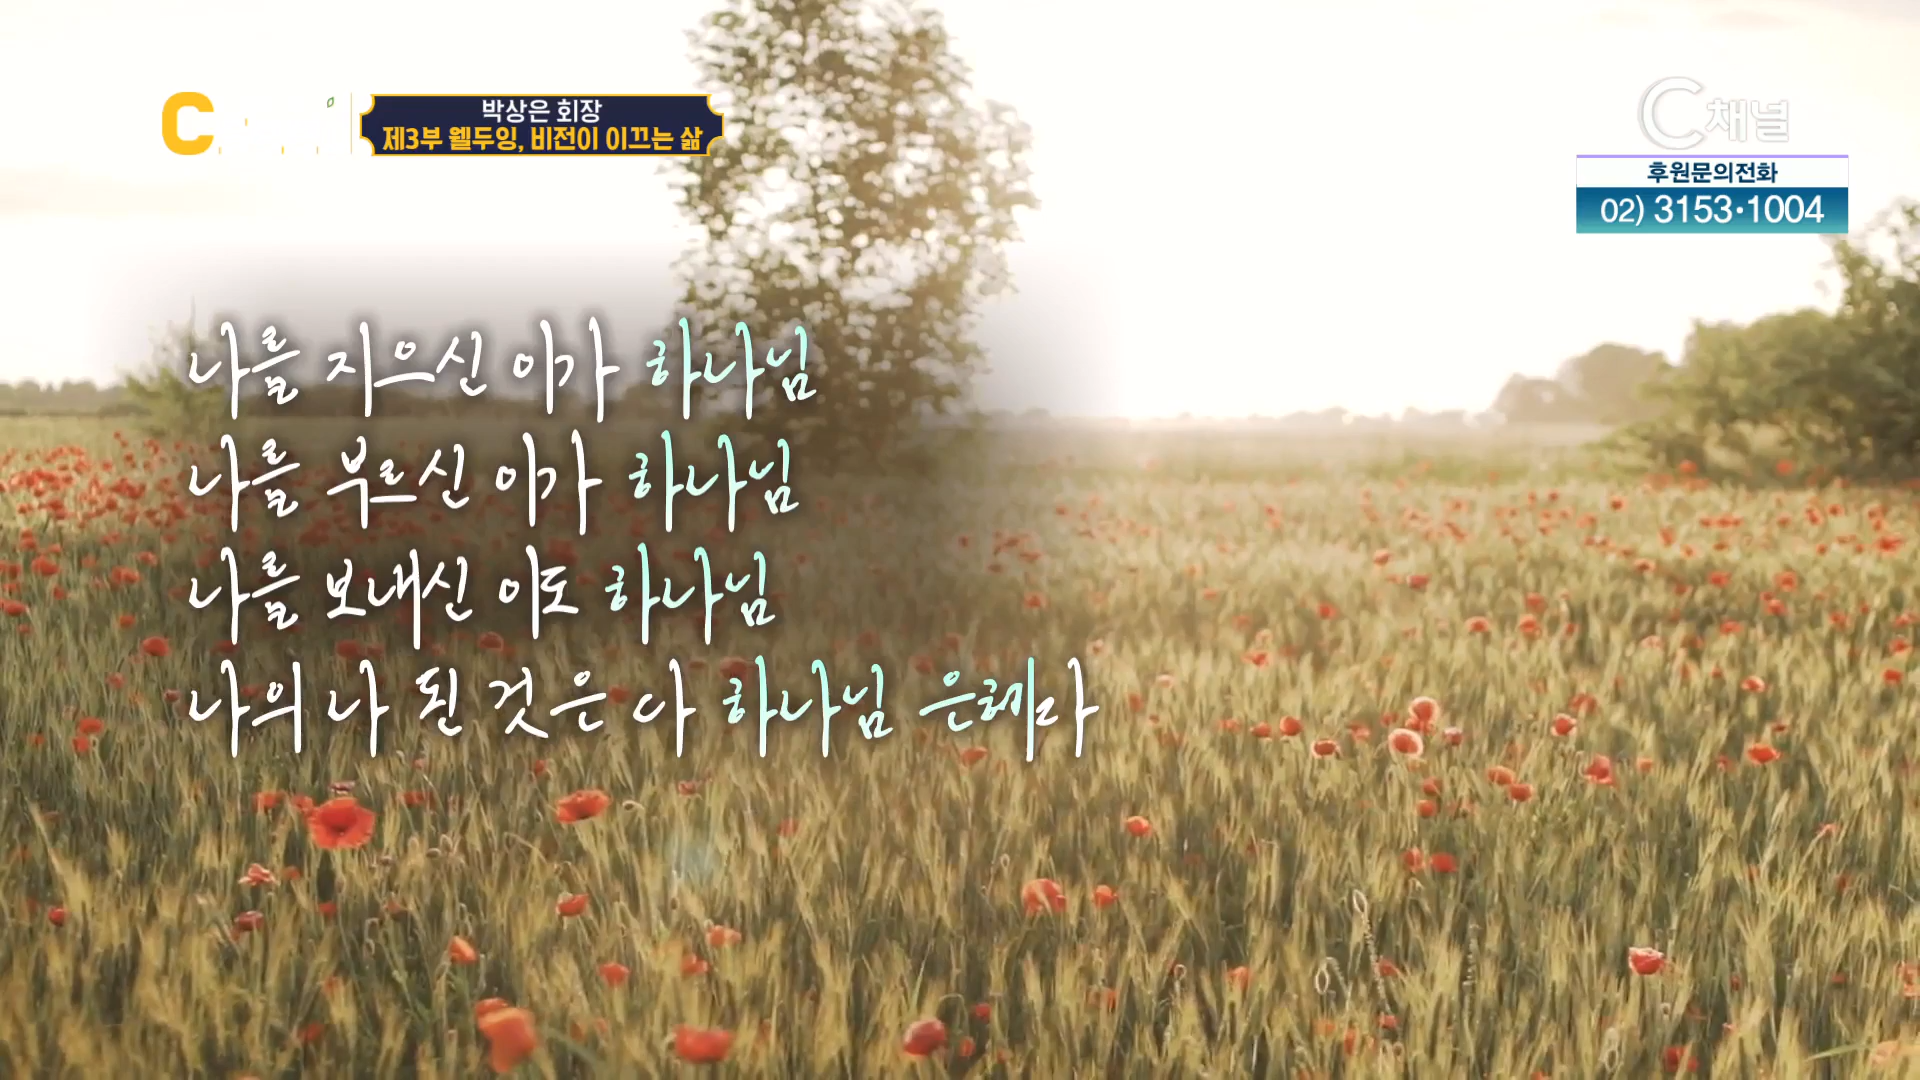 C
박상은 회장
제3부 웰두잉, 비전이 이끄는 삶
C채널
후원문의전화
02) 3153·1004
나를 지으신 이가 하나님
나를 부르신 이가 하나님
나를 보내신 이도 하나님
나의 나 된 것은 다 하나님 은혜라